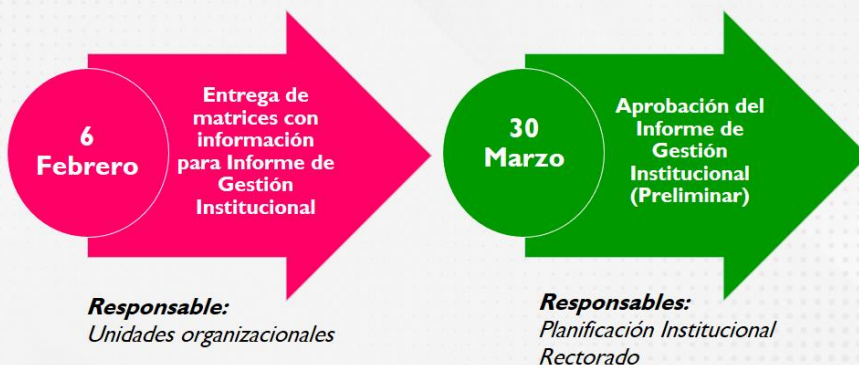 6
Febrero
Entrega de
matrices con
información
para Informe de
Gestión
Institucional
Responsable:
Unidades organizacionales
30
Marzo
Aprobación del
Informe de
Gestión
Institucional
(Preliminar)
Responsables:
Planificación Institucional
Rectorado